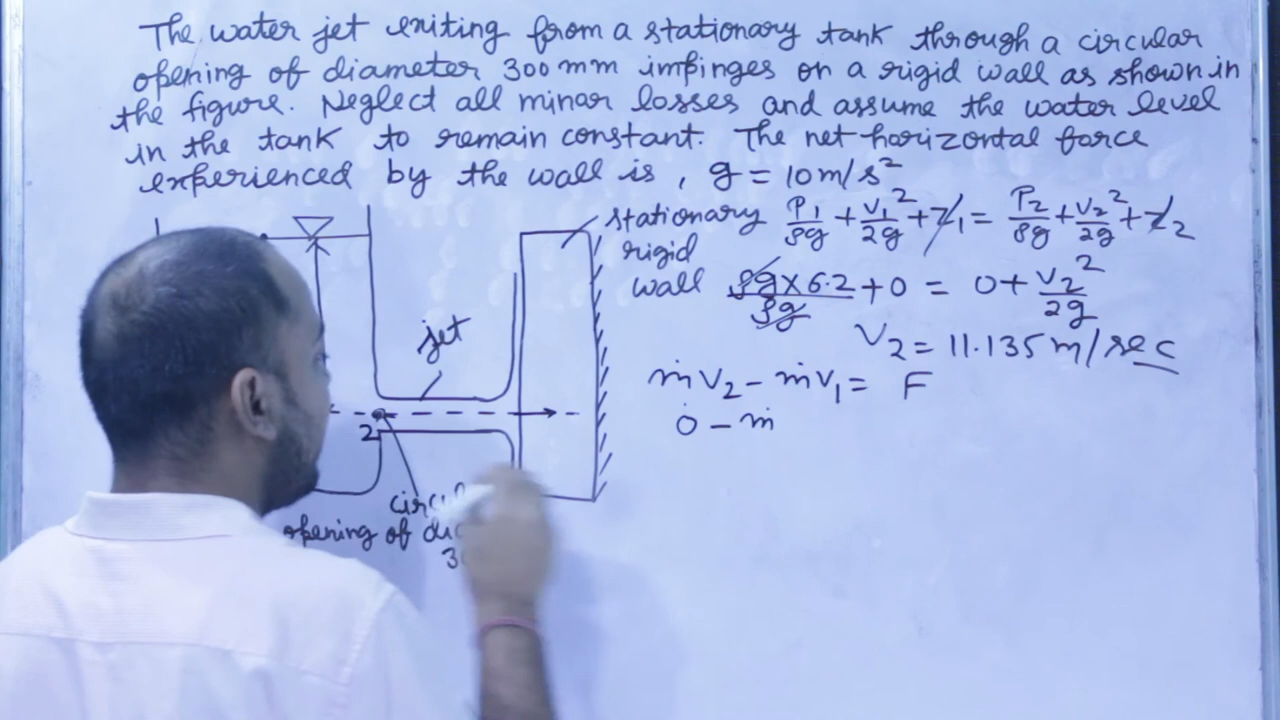 The water jet exiting from a stationary tank through a circular
opening of diameter 300 mm impinges on a rigid wall as shown in
the figure. Neglect all minor losses and assume the water level
in the tank to remain constant. The net horizontal force
experienced by the wall is, g = 10 m/s²
stationary
rigid
wall
P₁/ρg + V₁²/2g + Z₁ = P₂/ρg + V₂²/2g + Z₂
ρg×6.2/ρg + 0 = 0 + V₂²/2g
V₂ = 11.135 m/sec
ṁV₂ - ṁV₁ = F
0 - ṁ
jet
2
opening of